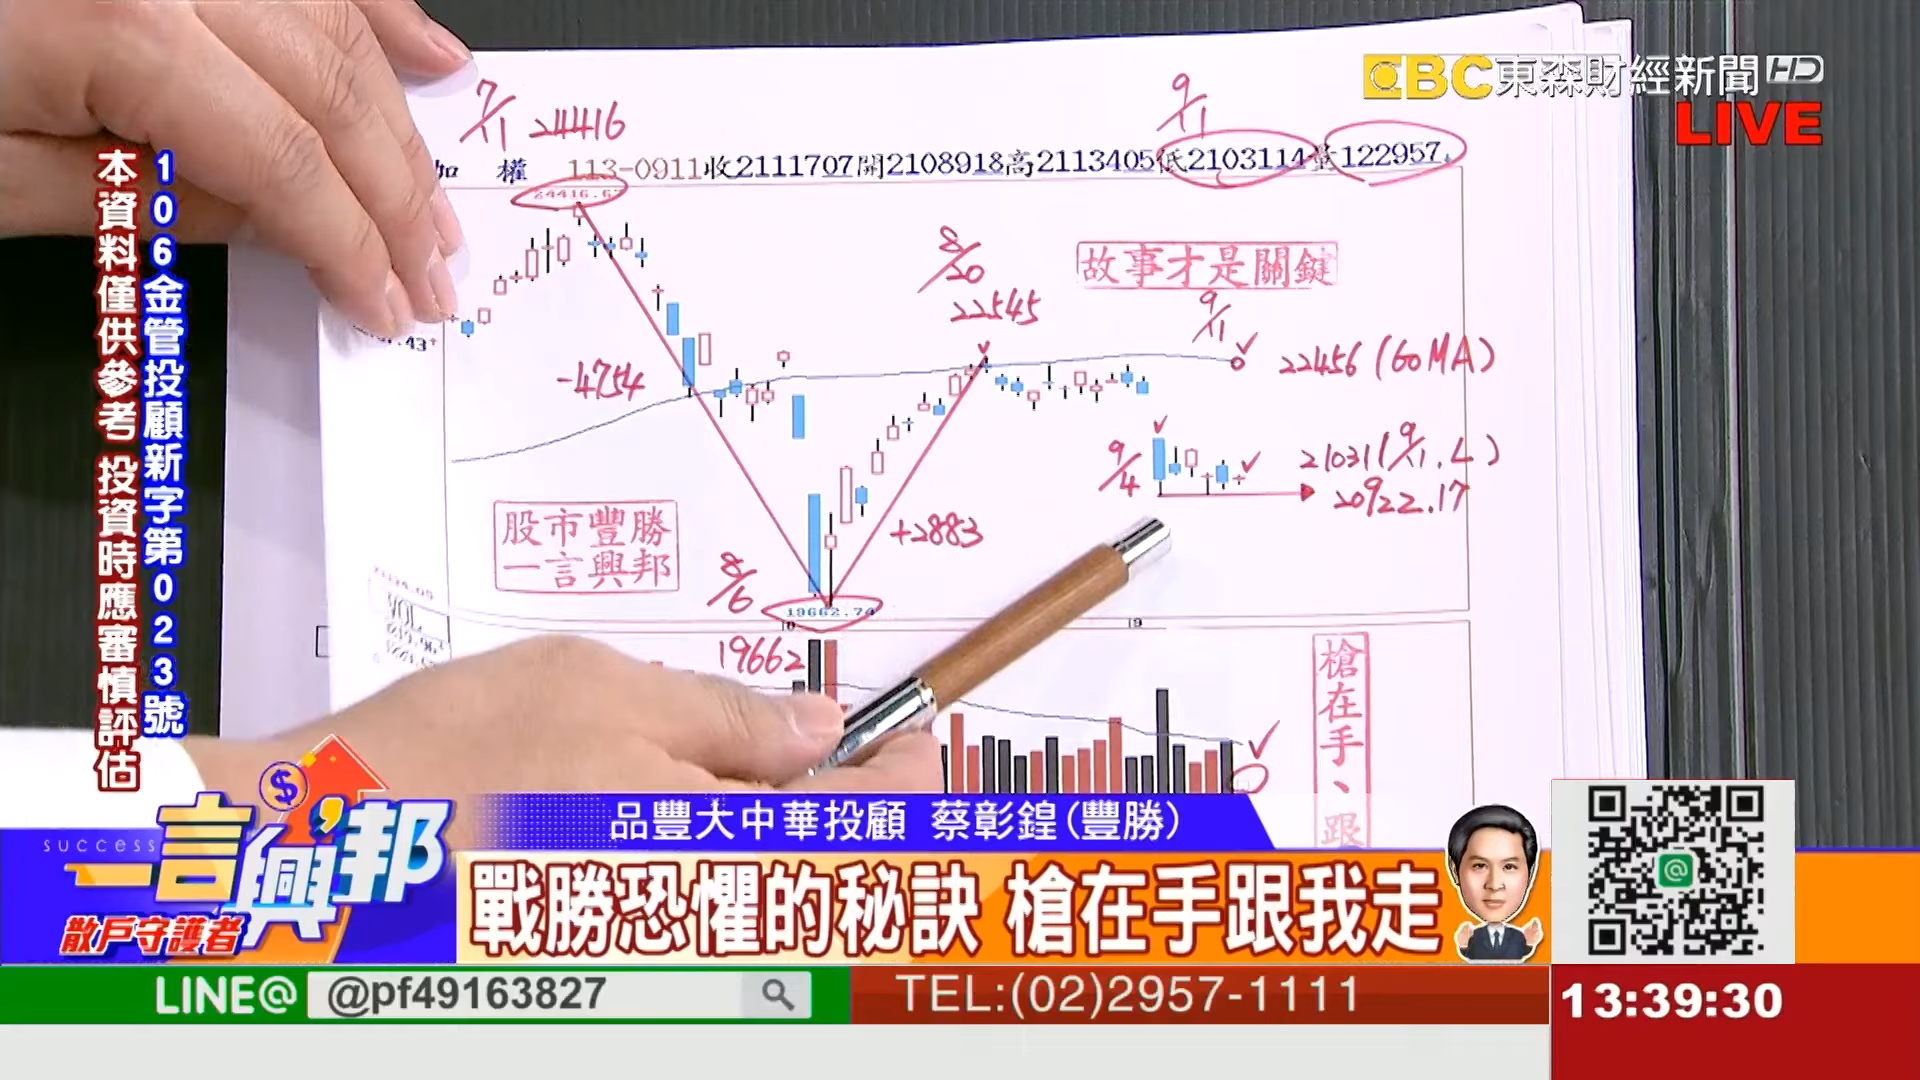 EBC 東森財經新聞 HD
LIVE
106金管投顧新字第023號
本資料僅供參考 投資時應審慎評估
7/11 24416
9/11
加 權 113-0911收2111707開2108918高2113405低2103114量122957
24416.67
8/20
22545
故事才是關鍵
9/11
22456 (60MA)
-4754
9/4
21031(9/11.L)
20922.17
+2883
股市豐勝
一言興邦
8/6
19662.74
8
9
VOL
19662
槍在手、跟
品豐大中華投顧 蔡彰鍠(豐勝)
$
success
一言興邦
散戶守護者
戰勝恐懼的秘訣 槍在手跟我走
LINE@ @pf49163827
TEL:(02)2957-1111
13:39:30